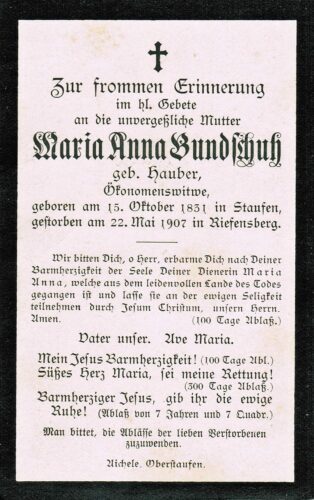 Zur frommen Erinnerung
im hl. Gebete
an die unvergeßliche Mutter
Maria Anna Bundschuh
geb. Hauber,
Ökonomenswitwe,
geboren am 15. Oktober 1831 in Staufen,
gestorben am 22. Mai 1907 in Riefensberg.
Wir bitten Dich, o Herr, erbarme Dich nach Deiner
Barmherzigkeit der Seele Deiner Dienerin Maria
Anna, welche aus dem leidenvollen Lande des Todes
gegangen ist und lasse sie an der ewigen Seligkeit
teilnehmen durch Jesum Christum, unsern Herrn.
Amen. (100 Tage Ablaß.)
Vater unser. Ave Maria.
Mein Jesus Barmherzigkeit! (100 Tage Abl.)
Süßes Herz Maria, sei meine Rettung!
(300 Tage Ablaß.)
Barmherziger Jesus, gib ihr die ewige
Ruhe! (Ablaß von 7 Jahren und 7 Quadr.)
Man bittet, die Ablässe der lieben Verstorbenen
zuzuwenden.
Aichele, Oberstaufen.